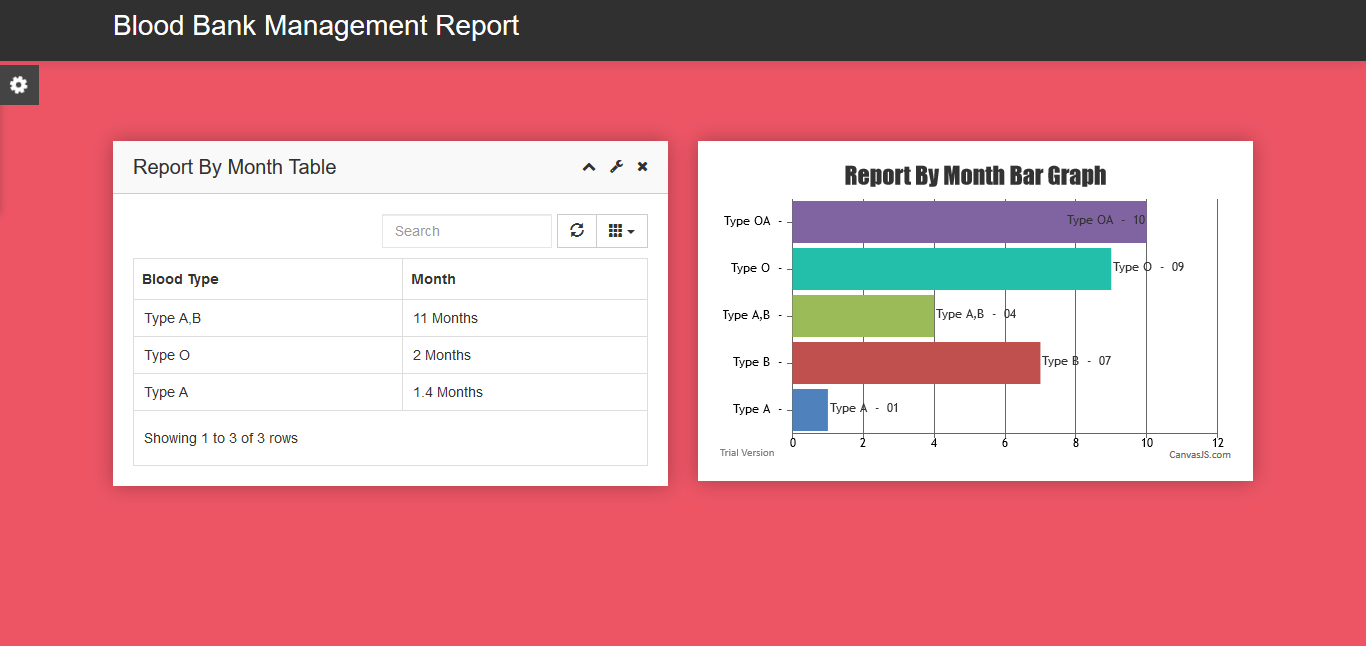 Blood Bank Management Report
Report By Month Table
Search
Blood Type Month
Type A,B 11 Months
Type O 2 Months
Type A 1.4 Months
Showing 1 to 3 of 3 rows
Report By Month Bar Graph
Type OA - Type OA - 10
Type O - Type O - 09
Type A,B - Type A,B - 04
Type B - Type B - 07
Type A - Type A - 01
0 2 4 6 8 10 12
Trial Version CanvasJS.com